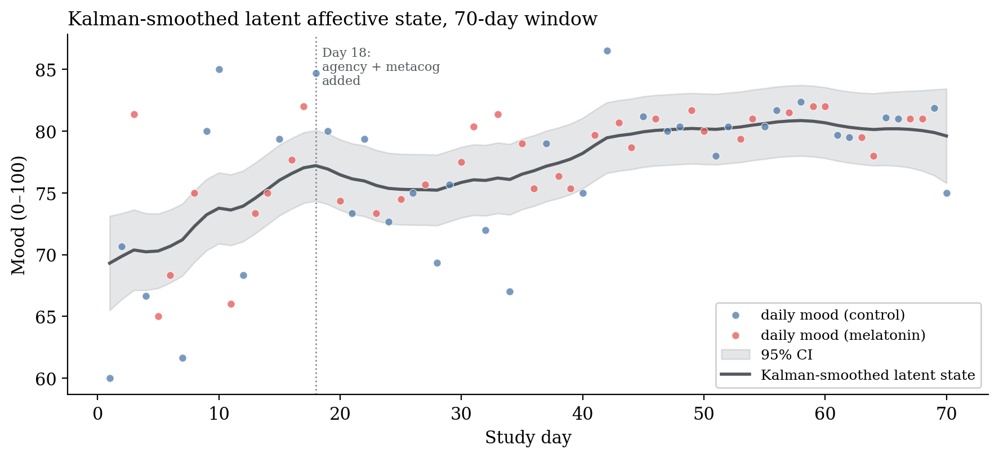 Kalman-smoothed latent affective state, 70-day window
Day 18:
agency + metacog
added
85
80
75
70
65
60
Mood (0–100)
daily mood (control)
daily mood (melatonin)
95% CI
Kalman-smoothed latent state
0 10 20 30 40 50 60 70
Study day